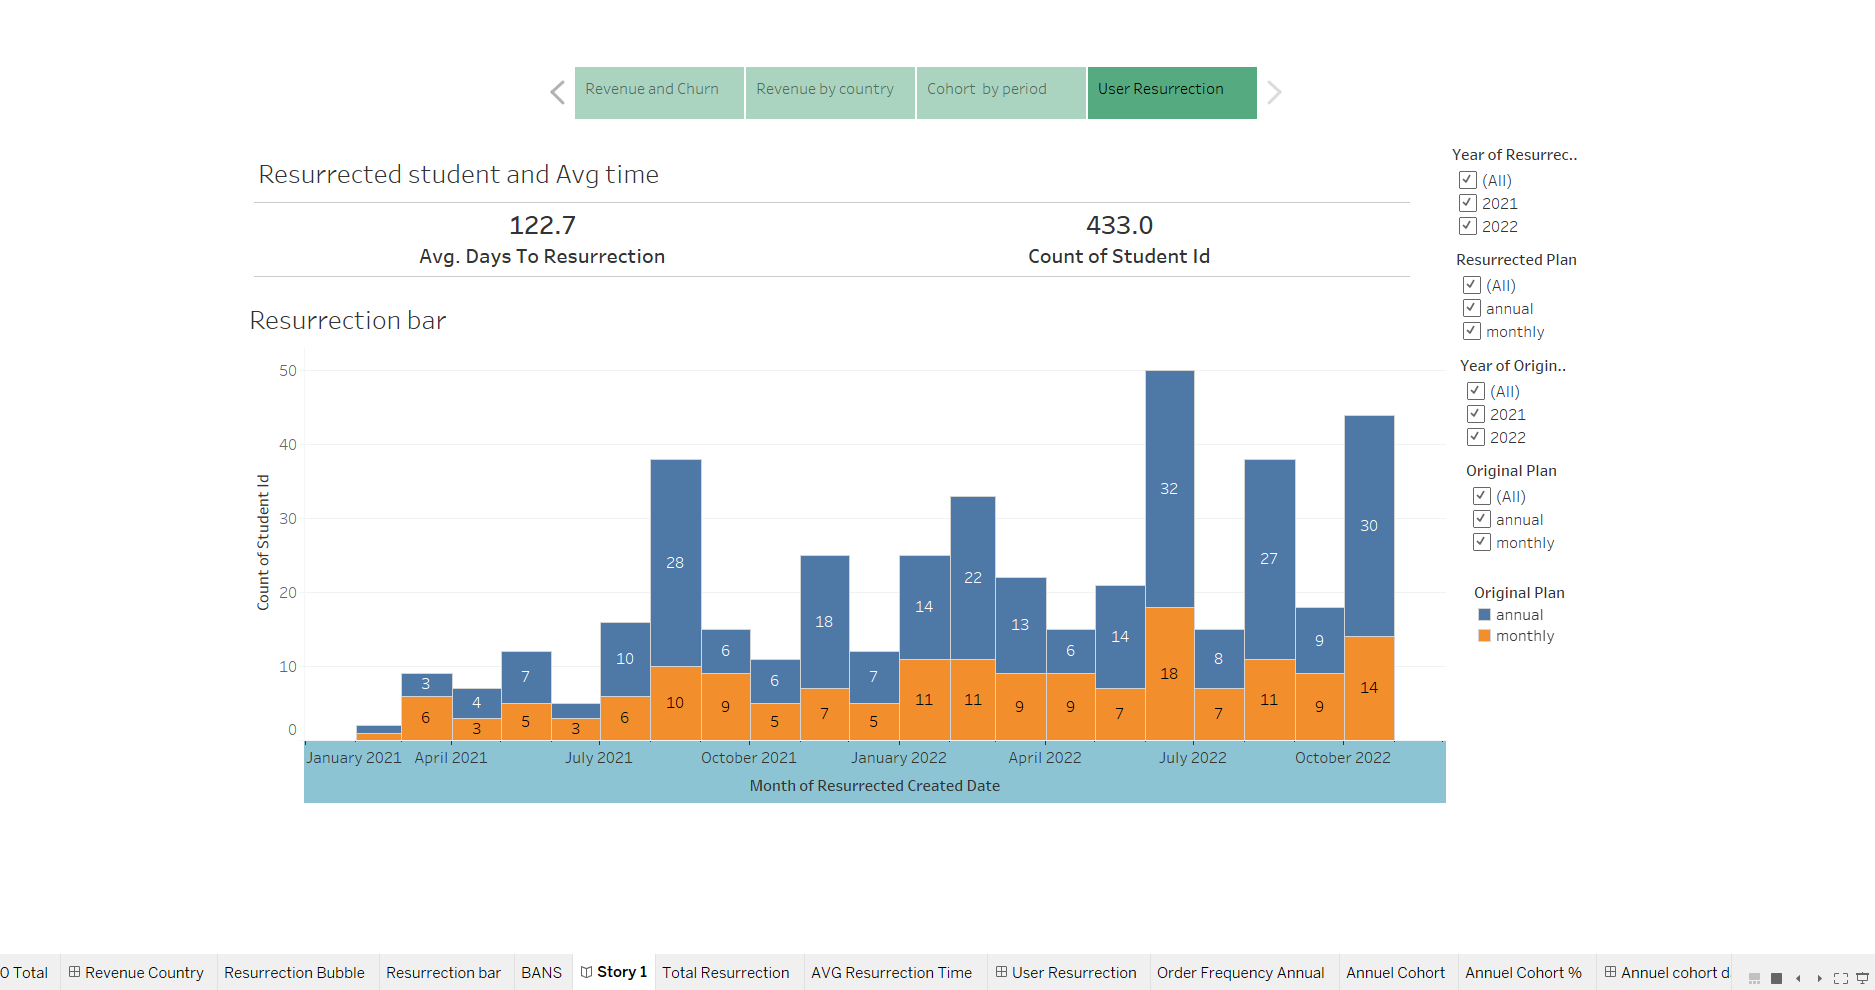 Revenue and Churn
Revenue by country
Cohort  by period
User Resurrection
Resurrected student and Avg time
122.7
Avg. Days To Resurrection
433.0
Count of Student Id
Resurrection bar
50
40
30
20
10
0
Count of Student Id
3
6
4
3
7
5
3
10
6
28
10
6
9
6
5
18
7
7
5
14
11
22
11
13
9
6
9
14
7
32
18
8
7
27
11
9
9
30
14
January 2021
April 2021
July 2021
October 2021
January 2022
April 2022
July 2022
October 2022
Month of Resurrected Created Date
Year of Resurrec..
(All)
2021
2022
Resurrected Plan
(All)
annual
monthly
Year of Origin..
(All)
2021
2022
Original Plan
(All)
annual
monthly
Original Plan
annual
monthly
O Total
Revenue Country
Resurrection Bubble
Resurrection bar
BANS
Story 1
Total Resurrection
AVG Resurrection Time
User Resurrection
Order Frequency Annual
Annuel Cohort
Annuel Cohort %
Annuel cohort d